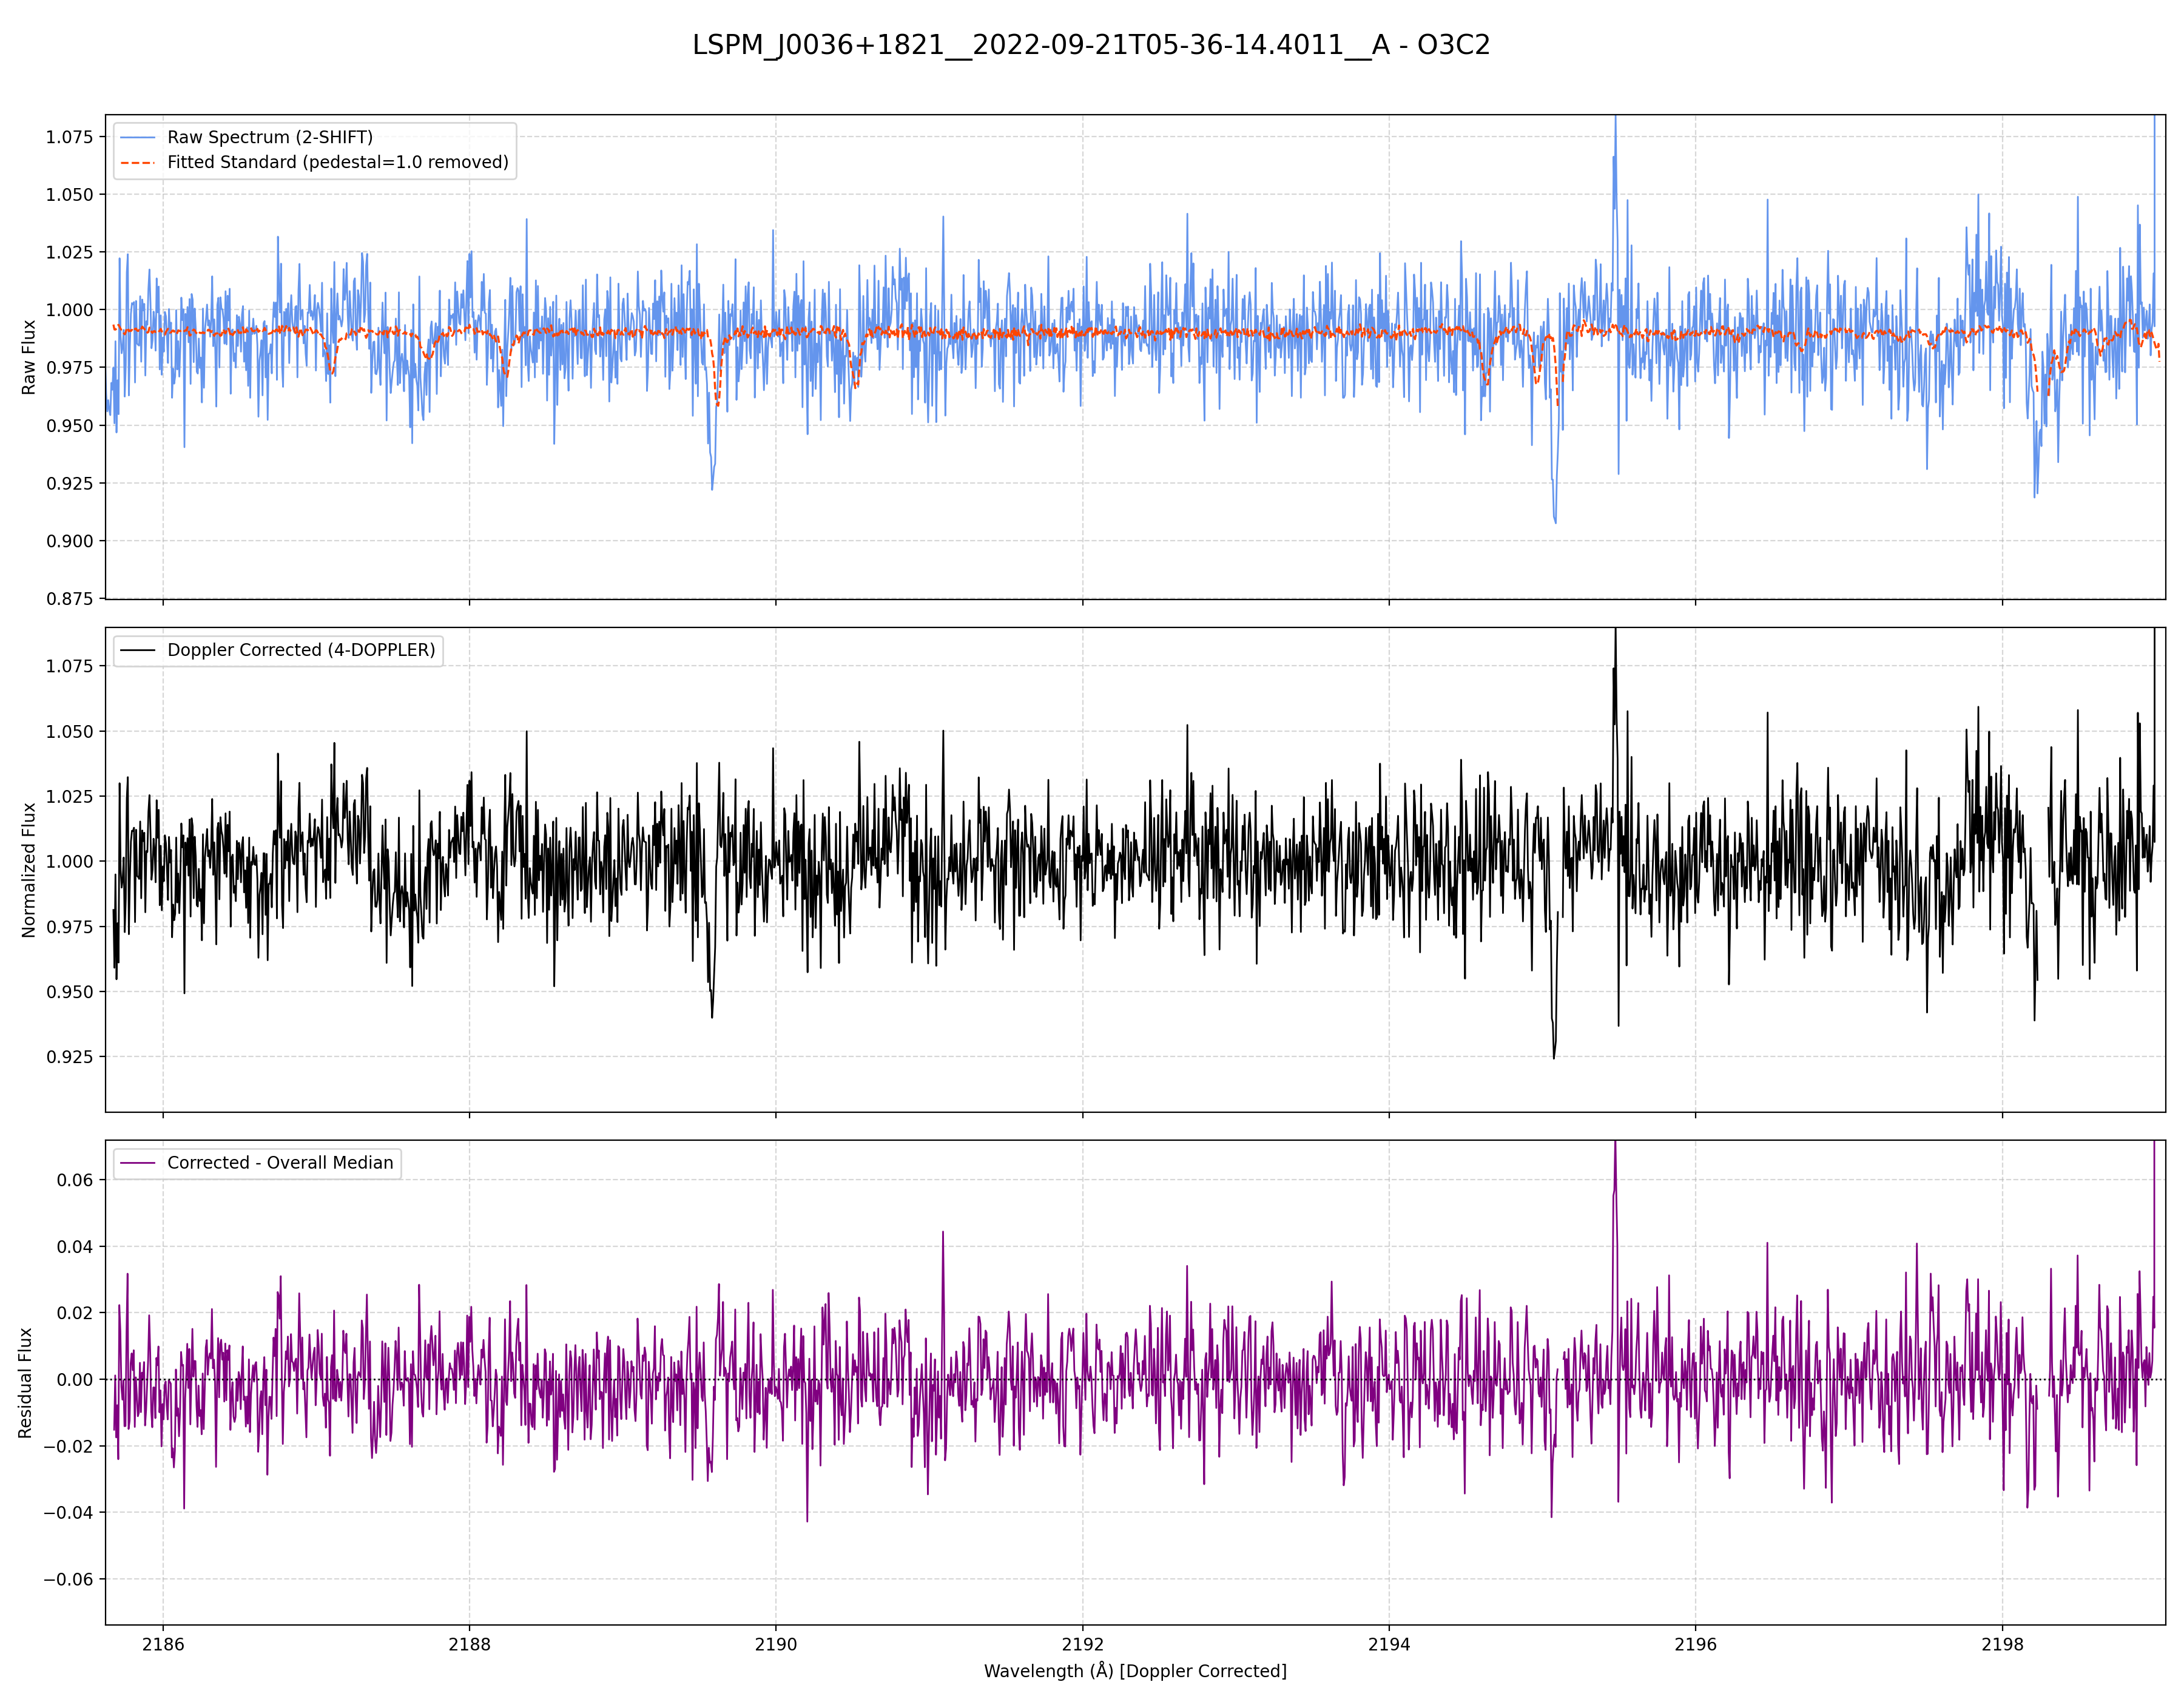 LSPM_J0036+1821__2022-09-21T05-36-14.4011__A - O3C2
Raw Spectrum (2-SHIFT)
Fitted Standard (pedestal=1.0 removed)
Raw Flux
1.075
1.050
1.025
1.000
0.975
0.950
0.925
0.900
0.875
Doppler Corrected (4-DOPPLER)
Normalized Flux
1.075
1.050
1.025
1.000
0.975
0.950
0.925
Corrected - Overall Median
Residual Flux
0.06
0.04
0.02
0.00
−0.02
−0.04
−0.06
2186 2188 2190 2192 2194 2196 2198
Wavelength (Å) [Doppler Corrected]